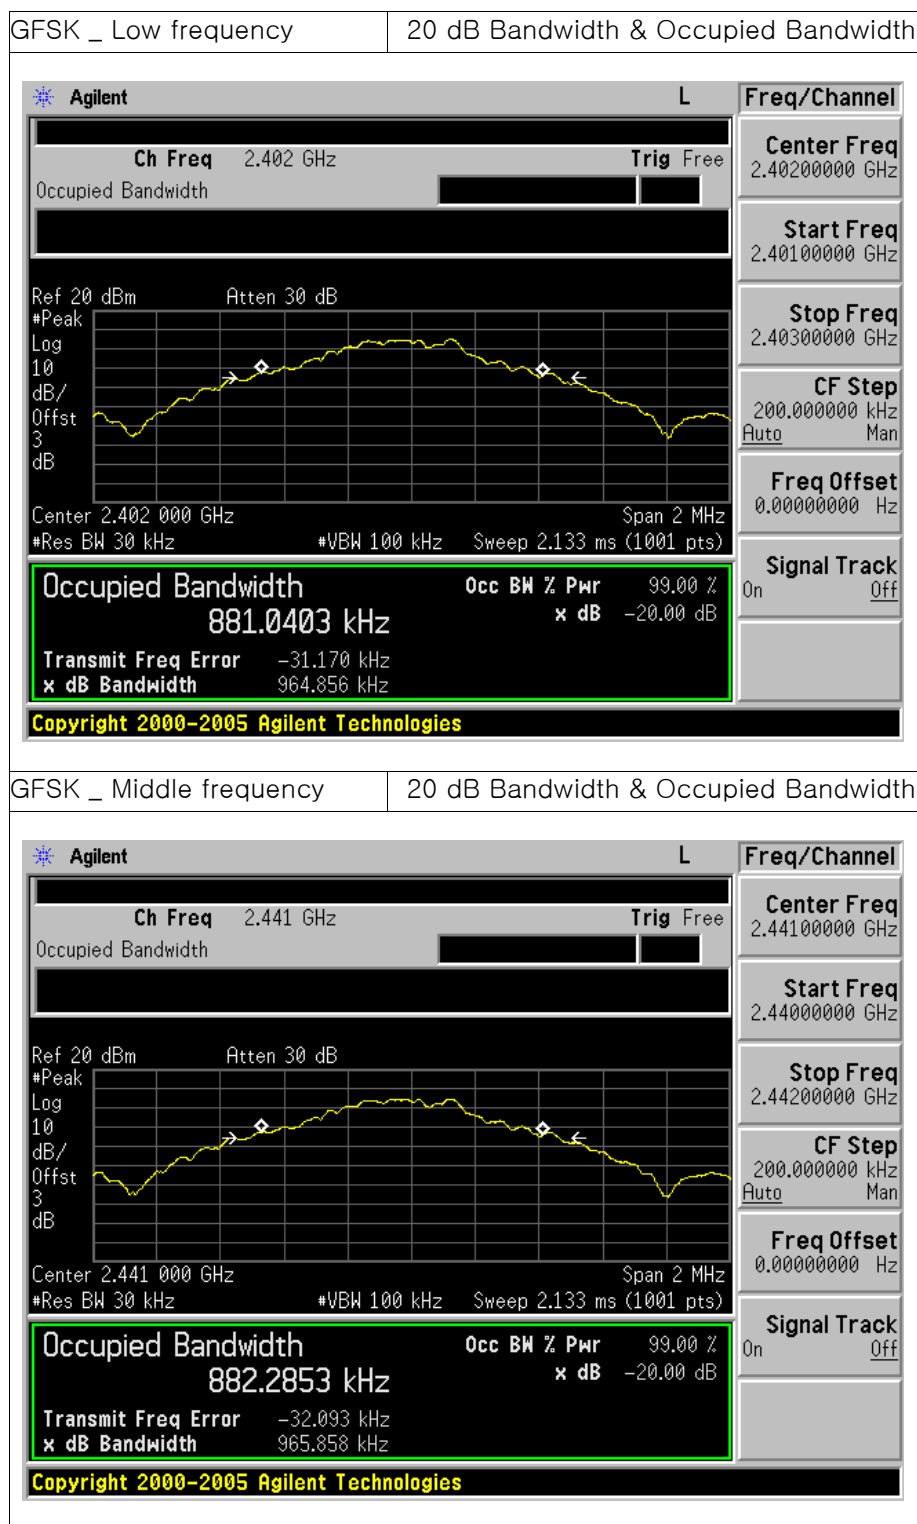 GFSK _ Low frequency
20 dB Bandwidth & Occupied Bandwidth
Agilent
L
Freq/Channel
Ch Freq 2.402 GHz
Trig Free
Occupied Bandwidth
Center Freq
2.40200000 GHz
Start Freq
2.40100000 GHz
Stop Freq
2.40300000 GHz
CF Step
200.000000 kHz
Auto Man
Freq Offset
0.00000000 Hz
Signal Track
On Off
Ref 20 dBm Atten 30 dB
#Peak
Log
10
dB/
Offst
3
dB
Center 2.402 000 GHz Span 2 MHz
#Res BW 30 kHz #VBW 100 kHz Sweep 2.133 ms (1001 pts)
Occupied Bandwidth
881.0403 kHz
Occ BW % Pwr 99.00 %
x dB -20.00 dB
Transmit Freq Error -31.170 kHz
x dB Bandwidth 964.856 kHz
Copyright 2000-2005 Agilent Technologies
GFSK _ Middle frequency
20 dB Bandwidth & Occupied Bandwidth
Agilent
L
Freq/Channel
Ch Freq 2.441 GHz
Trig Free
Occupied Bandwidth
Center Freq
2.44100000 GHz
Start Freq
2.44000000 GHz
Stop Freq
2.44200000 GHz
CF Step
200.000000 kHz
Auto Man
Freq Offset
0.00000000 Hz
Signal Track
On Off
Ref 20 dBm Atten 30 dB
#Peak
Log
10
dB/
Offst
3
dB
Center 2.441 000 GHz Span 2 MHz
#Res BW 30 kHz #VBW 100 kHz Sweep 2.133 ms (1001 pts)
Occupied Bandwidth
882.2853 kHz
Occ BW % Pwr 99.00 %
x dB -20.00 dB
Transmit Freq Error -32.093 kHz
x dB Bandwidth 965.858 kHz
Copyright 2000-2005 Agilent Technologies